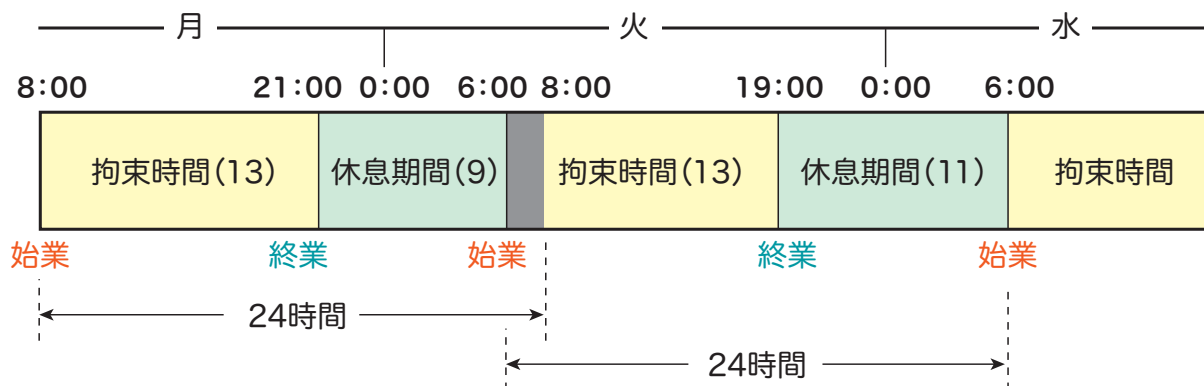 月 火 水
8:00 21:00 0:00 6:00 8:00 19:00 0:00 6:00
拘束時間(13) 休息期間(9) 拘束時間(13) 休息期間(11) 拘束時間
始業 終業 始業 終業 始業
24時間
24時間